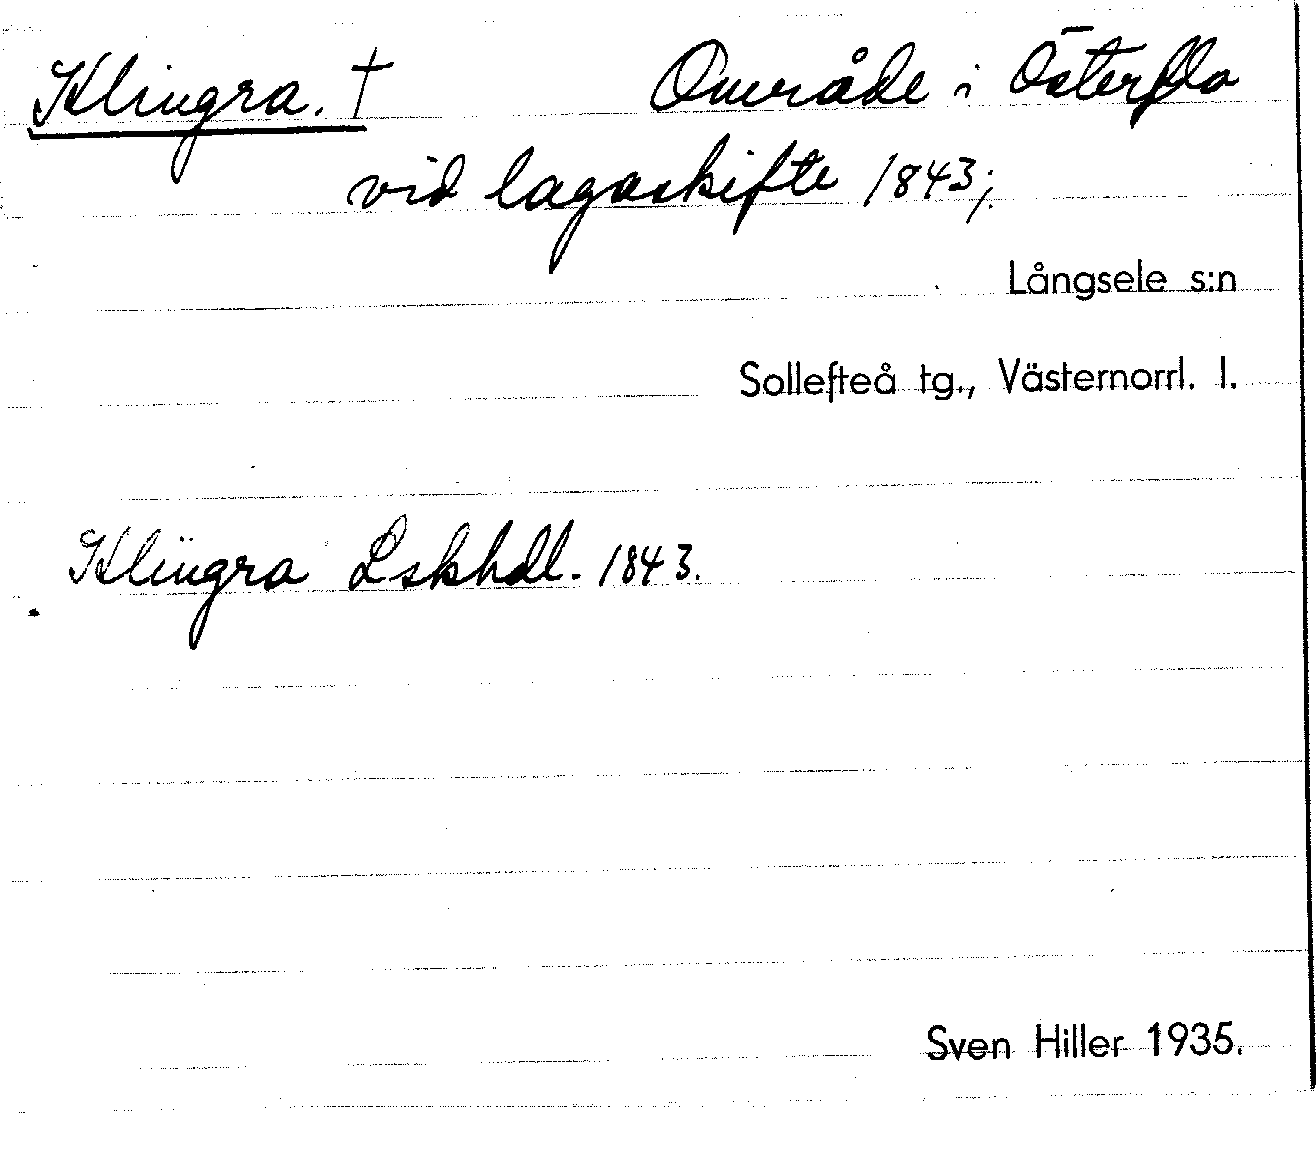 Klingra. † Område i Österflo
vid lagaskifte 1843;
Långsele s:n
Sollefteå tg., Västernorrl. l.
Klingra Lskhdl. 1843.
Sven Hiller 1935.